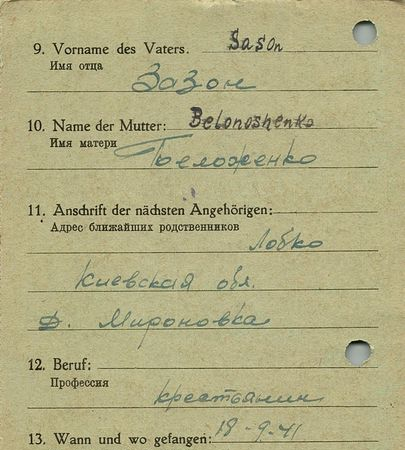 9. Vorname des Vaters. Sason
Имя отца
Зазон
10. Name der Mutter: Belonoshenko
Имя матери
Беложенко
11. Anschrift der nächsten Angehörigen:
Адрес ближайших родственников
Лобко
Киевская обл.
д. Мироновка
12. Beruf:
Профессия
крестьянин
13. Wann und wo gefangen: 18-9-41